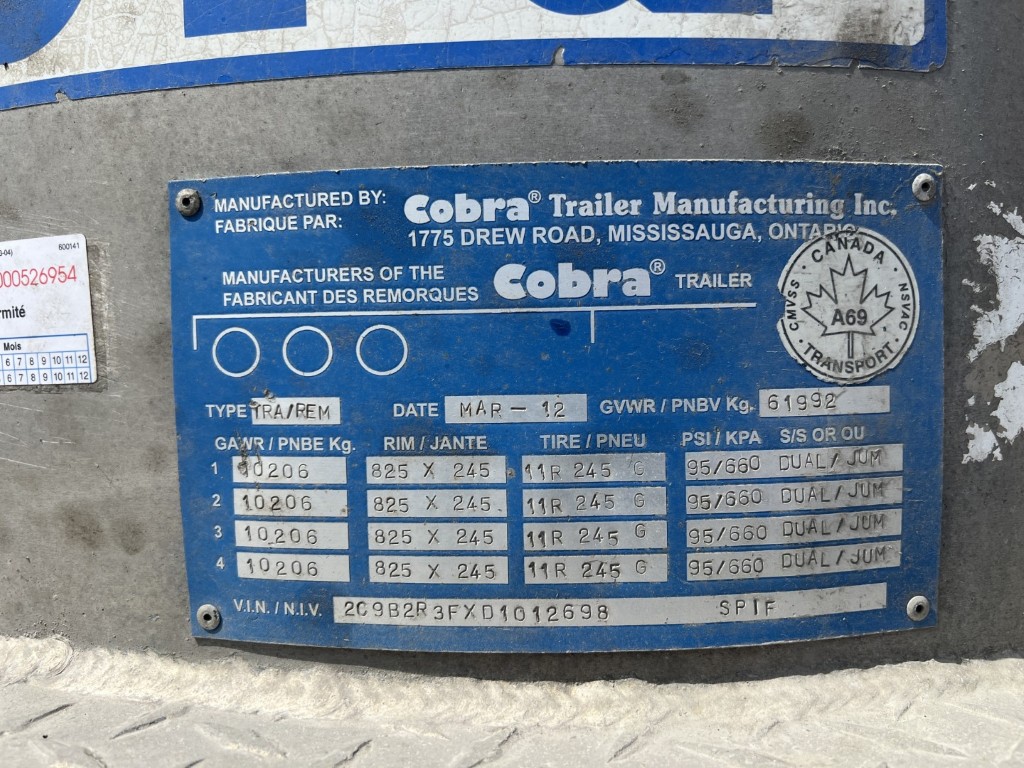 MANUFACTURED BY: Cobra® Trailer Manufacturing Inc.
FABRIQUE PAR: 1775 DREW ROAD, MISSISSAUGA, ONTARIO
MANUFACTURERS OF THE
FABRICANT DES REMORQUES Cobra® TRAILER
CANADA
CMVSS A69 NSVAC
TRANSPORT
TYPE TRA/REM DATE MAR-12 GVWR / PNBV Kg. 61992
GAWR / PNBE Kg. RIM / JANTE TIRE / PNEU PSI / KPA S/S OR OU
1 10206 825 X 245 11R 245 G 95/660 DUAL/JUM
2 10206 825 X 245 11R 245 G 95/660 DUAL/JUM
3 10206 825 X 245 11R 245 G 95/660 DUAL/JUM
4 10206 825 X 245 11R 245 G 95/660 DUAL/JUM
V.I.N. / N.I.V. 2C9B2R3FXD1012698 SPIF
-04) 800141
000526954
rmité
Mois
6 7 8 9 10 11 12
6 7 8 9 10 11 12